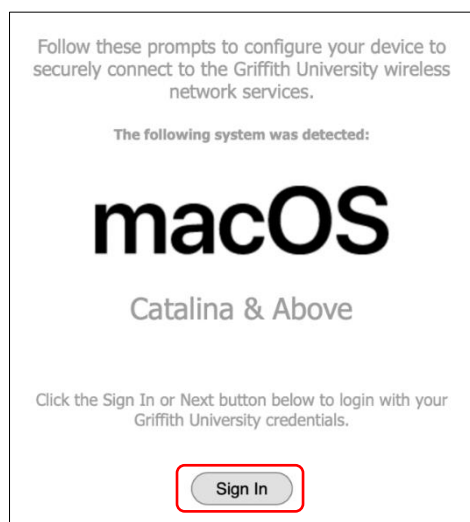 Follow these prompts to configure your device to
securely connect to the Griffith University wireless
network services.
The following system was detected:
macOS
Catalina & Above
Click the Sign In or Next button below to login with your
Griffith University credentials.
Sign In